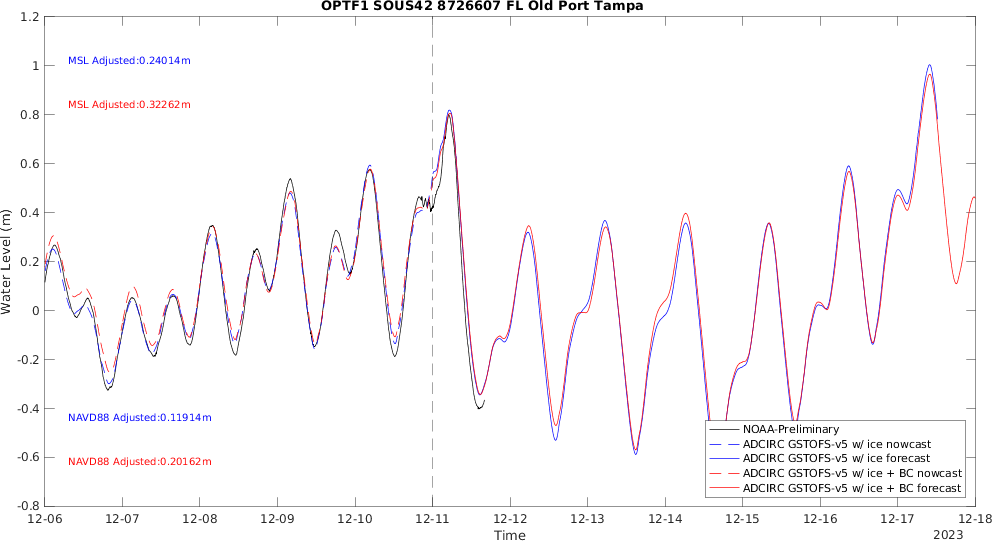 OPTF1 SOUS42 8726607 FL Old Port Tampa
Water Level (m)
1.2
1
0.8
0.6
0.4
0.2
0
-0.2
-0.4
-0.6
-0.8
MSL Adjusted:0.24014m
MSL Adjusted:0.32262m
NAVD88 Adjusted:0.11914m
NAVD88 Adjusted:0.20162m
NOAA-Preliminary
ADCIRC GSTOFS-v5 w/ ice nowcast
ADCIRC GSTOFS-v5 w/ ice forecast
ADCIRC GSTOFS-v5 w/ ice + BC nowcast
ADCIRC GSTOFS-v5 w/ ice + BC forecast
12-06 12-07 12-08 12-09 12-10 12-11 12-12 12-13 12-14 12-15 12-16 12-17 12-18
Time
2023